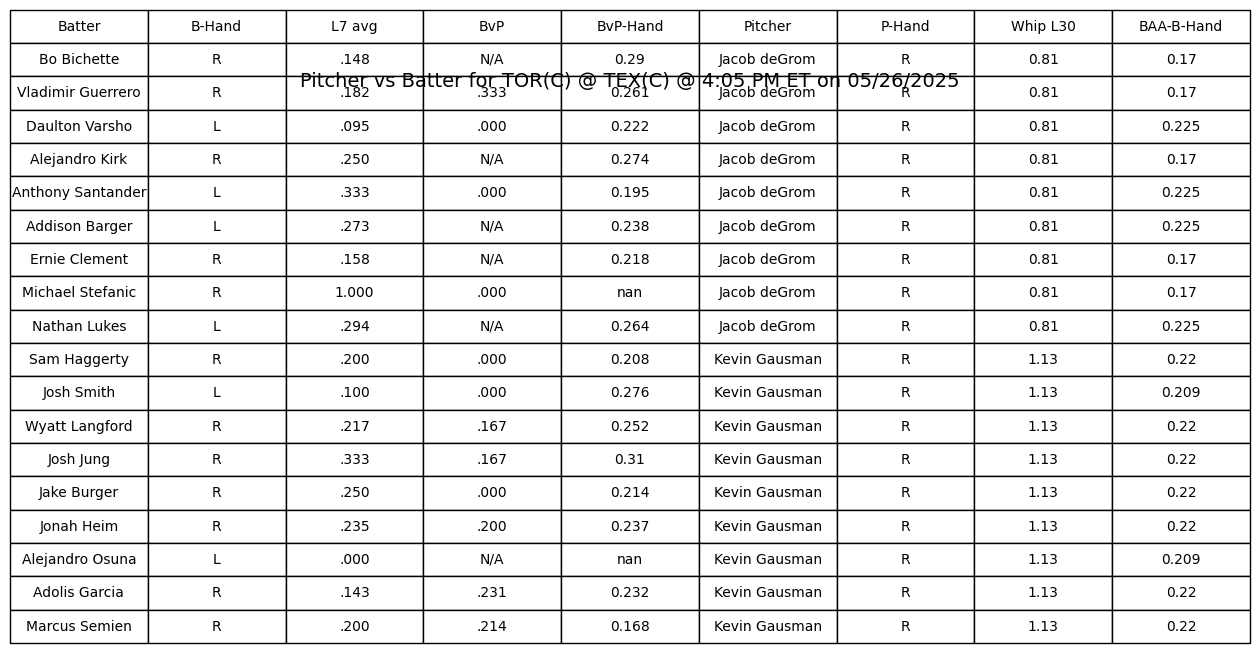 Batter B-Hand L7 avg BvP BvP-Hand Pitcher P-Hand Whip L30 BAA-B-Hand
Bo Bichette R .148 N/A 0.29 Jacob deGrom R 0.81 0.17
Pitcher vs Batter for TOR(C) @ TEX(C) @ 4:05 PM ET on 05/26/2025
Vladimir Guerrero R .182 .333 0.261 Jacob deGrom R 0.81 0.17
Daulton Varsho L .095 .000 0.222 Jacob deGrom R 0.81 0.225
Alejandro Kirk R .250 N/A 0.274 Jacob deGrom R 0.81 0.17
Anthony Santander L .333 .000 0.195 Jacob deGrom R 0.81 0.225
Addison Barger L .273 N/A 0.238 Jacob deGrom R 0.81 0.225
Ernie Clement R .158 N/A 0.218 Jacob deGrom R 0.81 0.17
Michael Stefanic R 1.000 .000 nan Jacob deGrom R 0.81 0.17
Nathan Lukes L .294 N/A 0.264 Jacob deGrom R 0.81 0.225
Sam Haggerty R .200 .000 0.208 Kevin Gausman R 1.13 0.22
Josh Smith L .100 .000 0.276 Kevin Gausman R 1.13 0.209
Wyatt Langford R .217 .167 0.252 Kevin Gausman R 1.13 0.22
Josh Jung R .333 .167 0.31 Kevin Gausman R 1.13 0.22
Jake Burger R .250 .000 0.214 Kevin Gausman R 1.13 0.22
Jonah Heim R .235 .200 0.237 Kevin Gausman R 1.13 0.22
Alejandro Osuna L .000 N/A nan Kevin Gausman R 1.13 0.209
Adolis Garcia R .143 .231 0.232 Kevin Gausman R 1.13 0.22
Marcus Semien R .200 .214 0.168 Kevin Gausman R 1.13 0.22